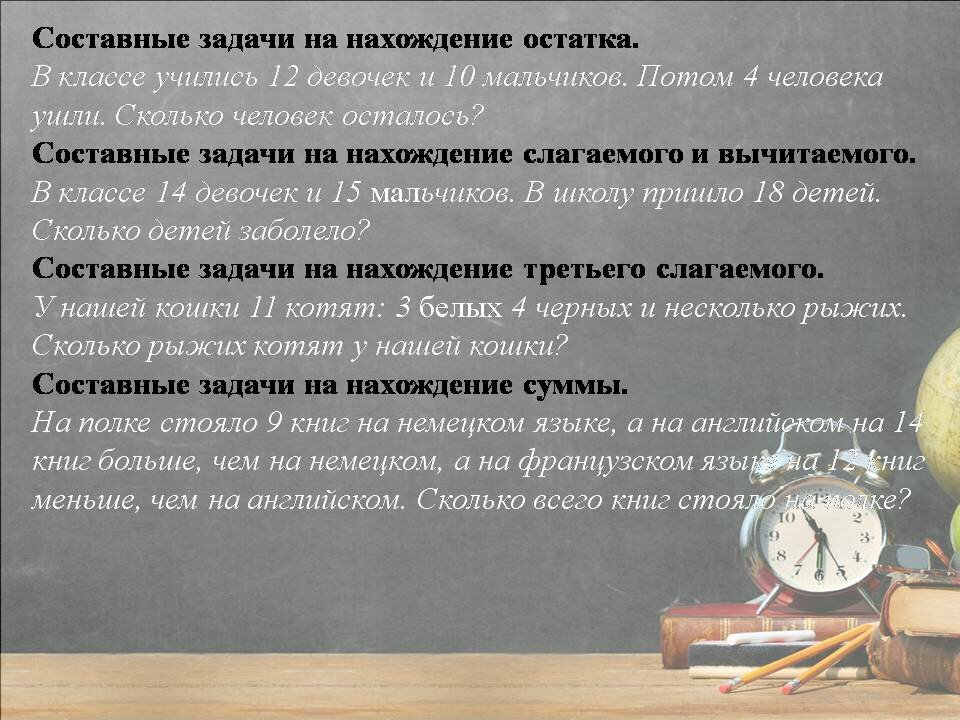 Составные задачи на нахождение остатка.
В классе учились 12 девочек и 10 мальчиков. Потом 4 человека
ушли. Сколько человек осталось?
Составные задачи на нахождение слагаемого и вычитаемого.
В классе 14 девочек и 15 мальчиков. В школу пришло 18 детей.
Сколько детей заболело?
Составные задачи на нахождение третьего слагаемого.
У нашей кошки 11 котят: 3 белых 4 черных и несколько рыжих.
Сколько рыжих котят у нашей кошки?
Составные задачи на нахождение суммы.
На полке стояло 9 книг на немецком языке, а на английском на 14
книг больше, чем на немецком, а на французском языке на 12 книг
меньше, чем на английском. Сколько всего книг стояло на полке?